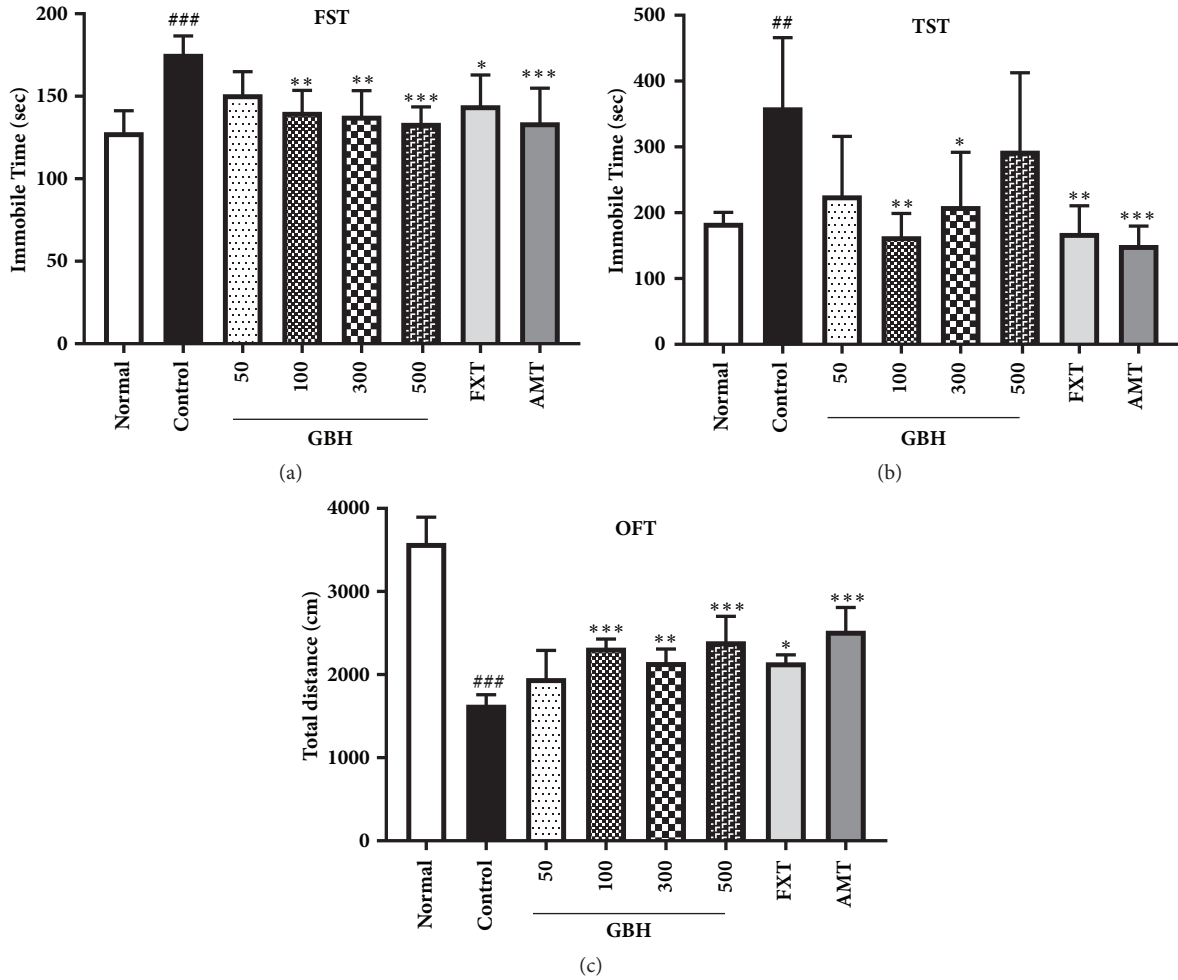 FST
Immobile Time (sec)
200
150
100
50
0
###
**
**
***
*
***
Normal
Control
50
100
300
500
FXT
AMT
GBH
(a)
TST
Immobile Time (sec)
500
400
300
200
100
0
##
**
*
**
***
Normal
Control
50
100
300
500
FXT
AMT
GBH
(b)
OFT
Total distance (cm)
4000
3000
2000
1000
0
###
***
**
***
*
***
Normal
Control
50
100
300
500
FXT
AMT
GBH
(c)